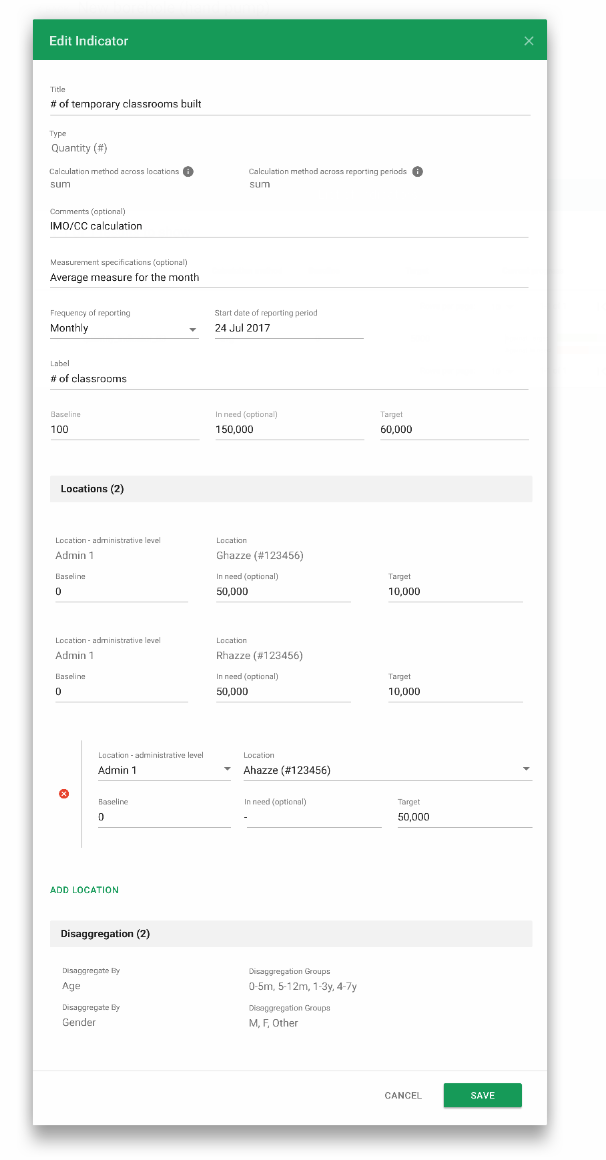 Edit Indicator
Title
# of temporary classrooms built
Type
Quantity (#)
Calculation method across locations Calculation method across reporting periods
sum sum
Comments (optional)
IMO/CC calculation
Measurement specifications (optional)
Average measure for the month
Frequency of reporting Start date of reporting period
Monthly 24 Jul 2017
Label
# of classrooms
Baseline In need (optional) Target
100 150,000 60,000
Locations (2)
Location - administrative level Location
Admin 1 Ghazze (#123456)
Baseline In need (optional) Target
0 50,000 10,000
Location - administrative level Location
Admin 1 Rhazze (#123456)
Baseline In need (optional) Target
0 50,000 10,000
Location - administrative level Location
Admin 1 Ahazze (#123456)
Baseline In need (optional) Target
0 - 50,000
ADD LOCATION
Disaggregation (2)
Disaggregate By Disaggregation Groups
Age 0-5m, 5-12m, 1-3y, 4-7y
Disaggregate By Disaggregation Groups
Gender M, F, Other
CANCEL SAVE